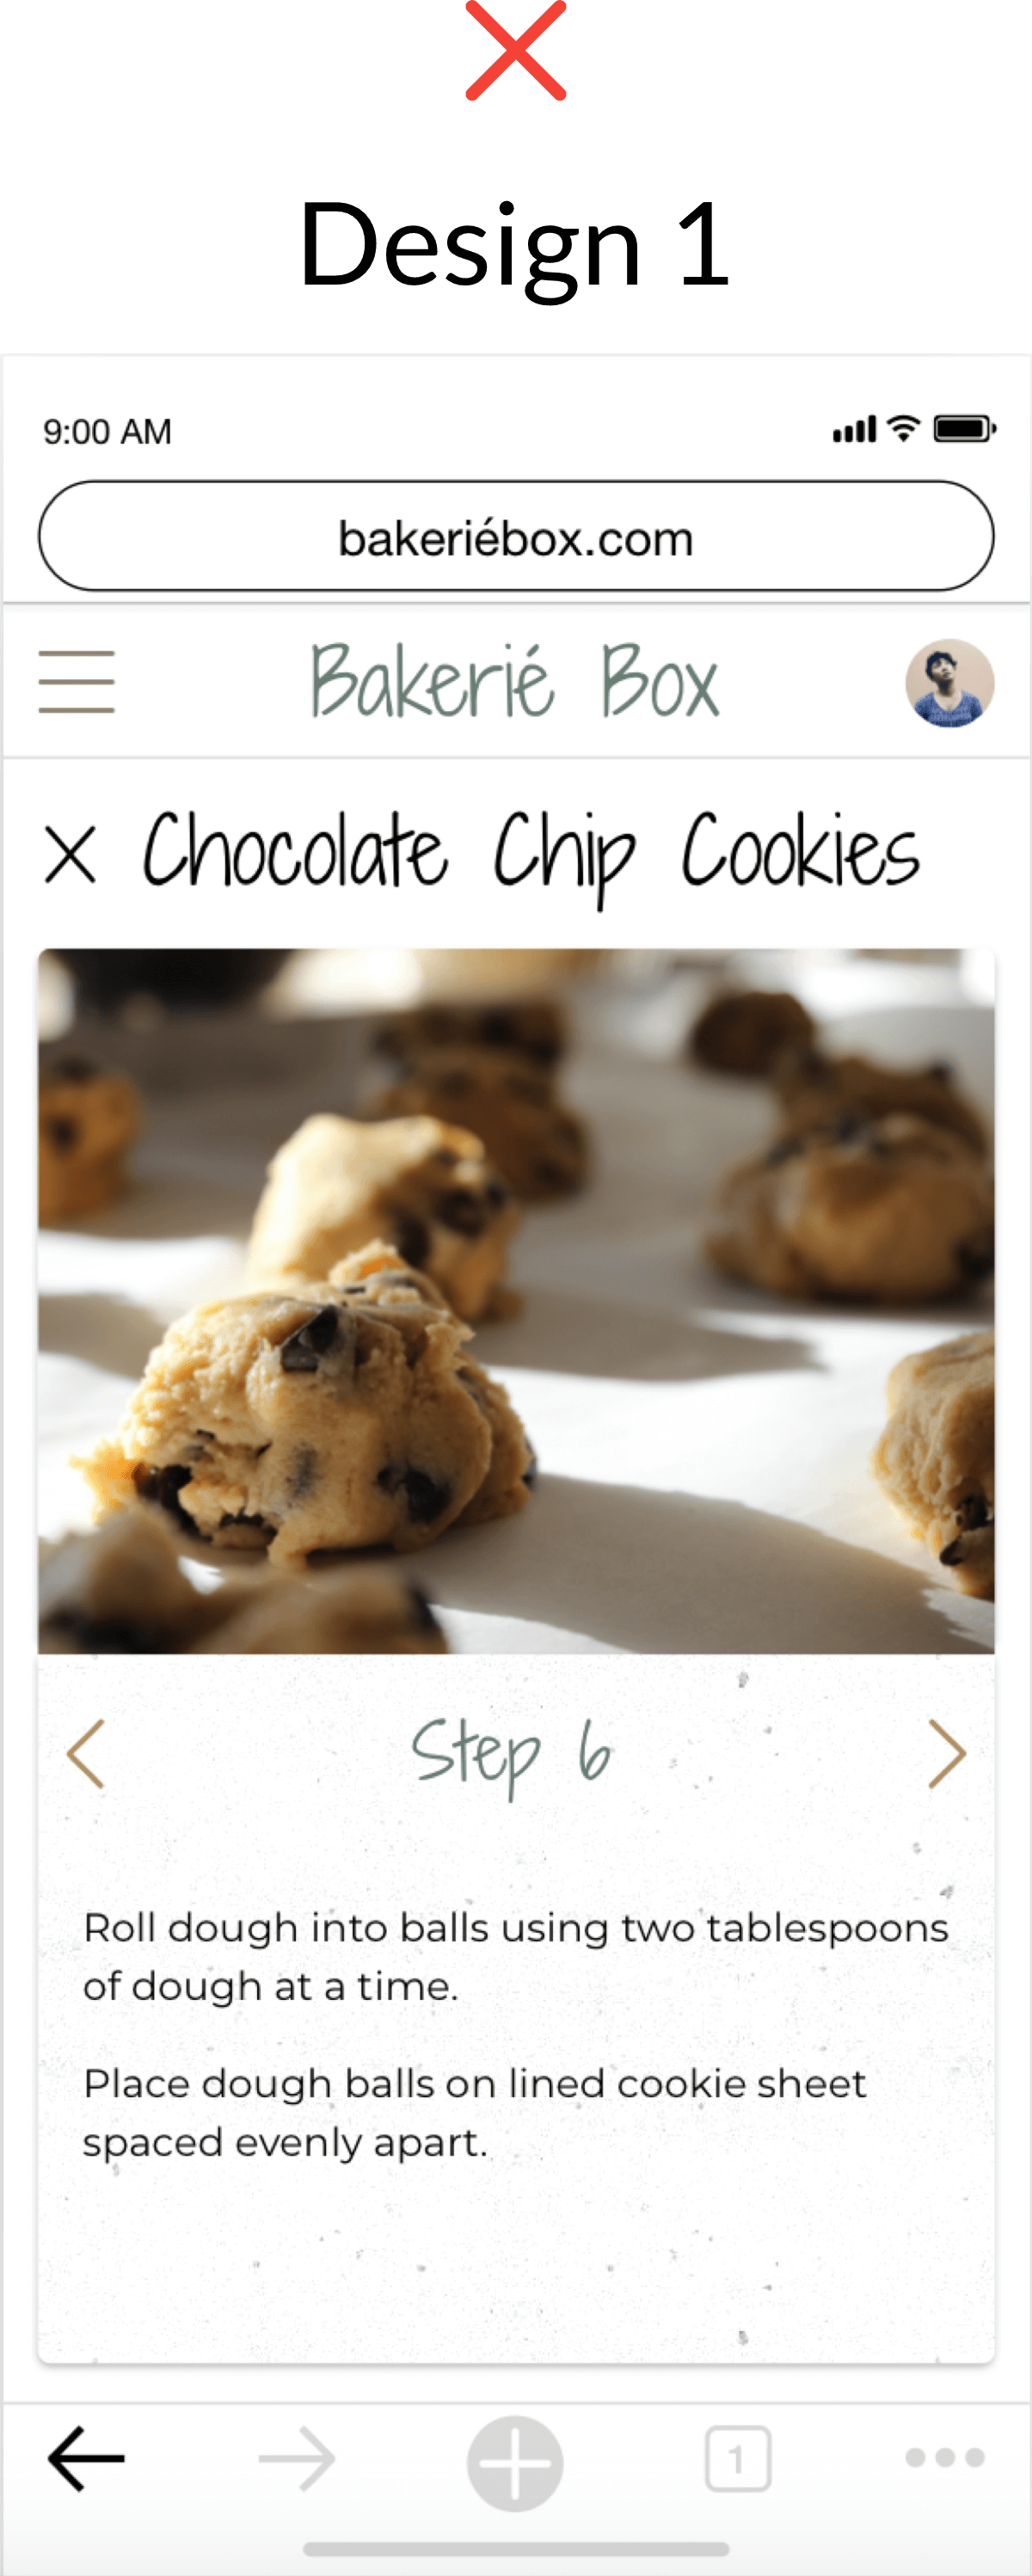 Design 1
9:00 AM
bakeriébox.com
Bakerié Box
X Chocolate Chip Cookies
Step 6
Roll dough into balls using two tablespoons
of dough at a time.
Place dough balls on lined cookie sheet
spaced evenly apart.
1